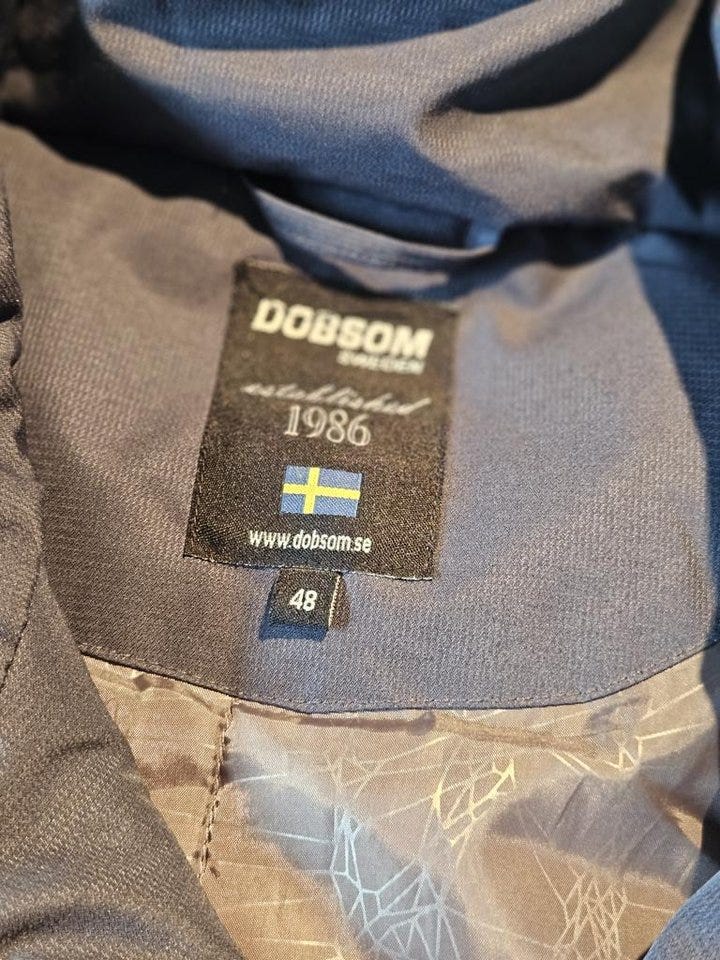 DOBSOM
SWEDEN
established
1986
www.dobsom.se
48